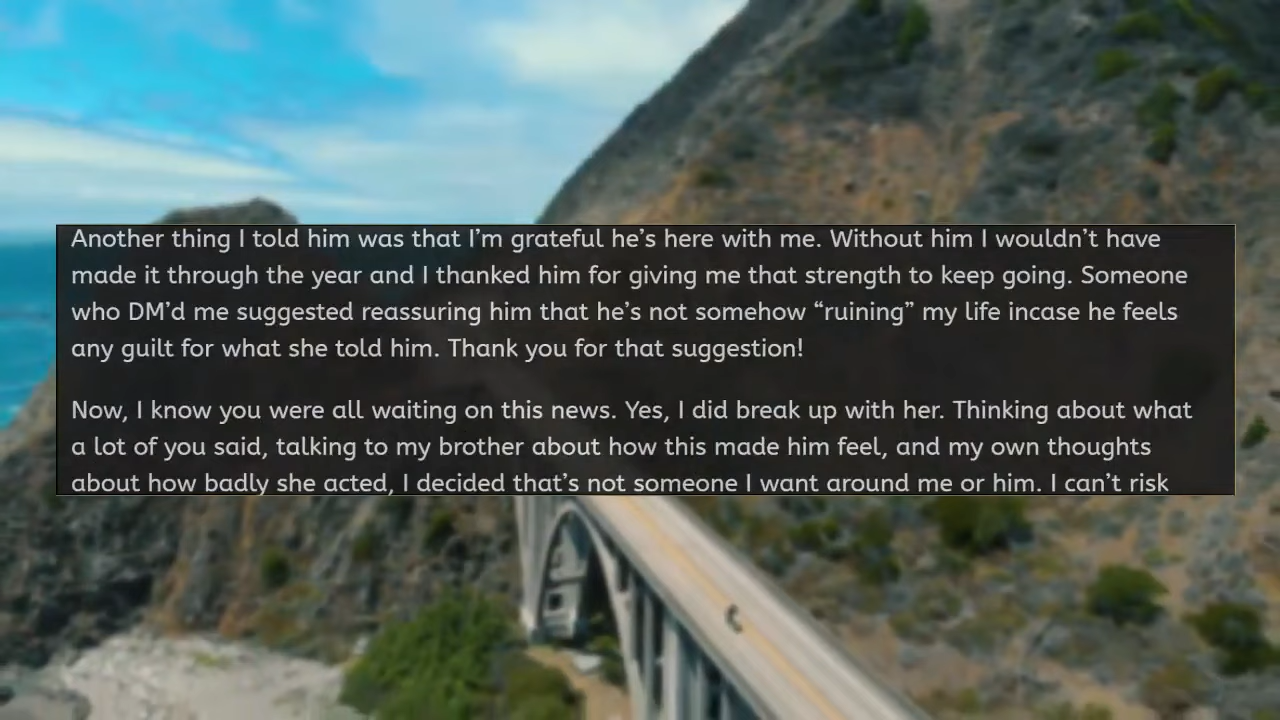 Another thing I told him was that I’m grateful he’s here with me. Without him I wouldn’t have
made it through the year and I thanked him for giving me that strength to keep going. Someone
who DM’d me suggested reassuring him that he’s not somehow “ruining” my life incase he feels
any guilt for what she told him. Thank you for that suggestion!
Now, I know you were all waiting on this news. Yes, I did break up with her. Thinking about what
a lot of you said, talking to my brother about how this made him feel, and my own thoughts
about how badly she acted, I decided that’s not someone I want around me or him. I can’t risk